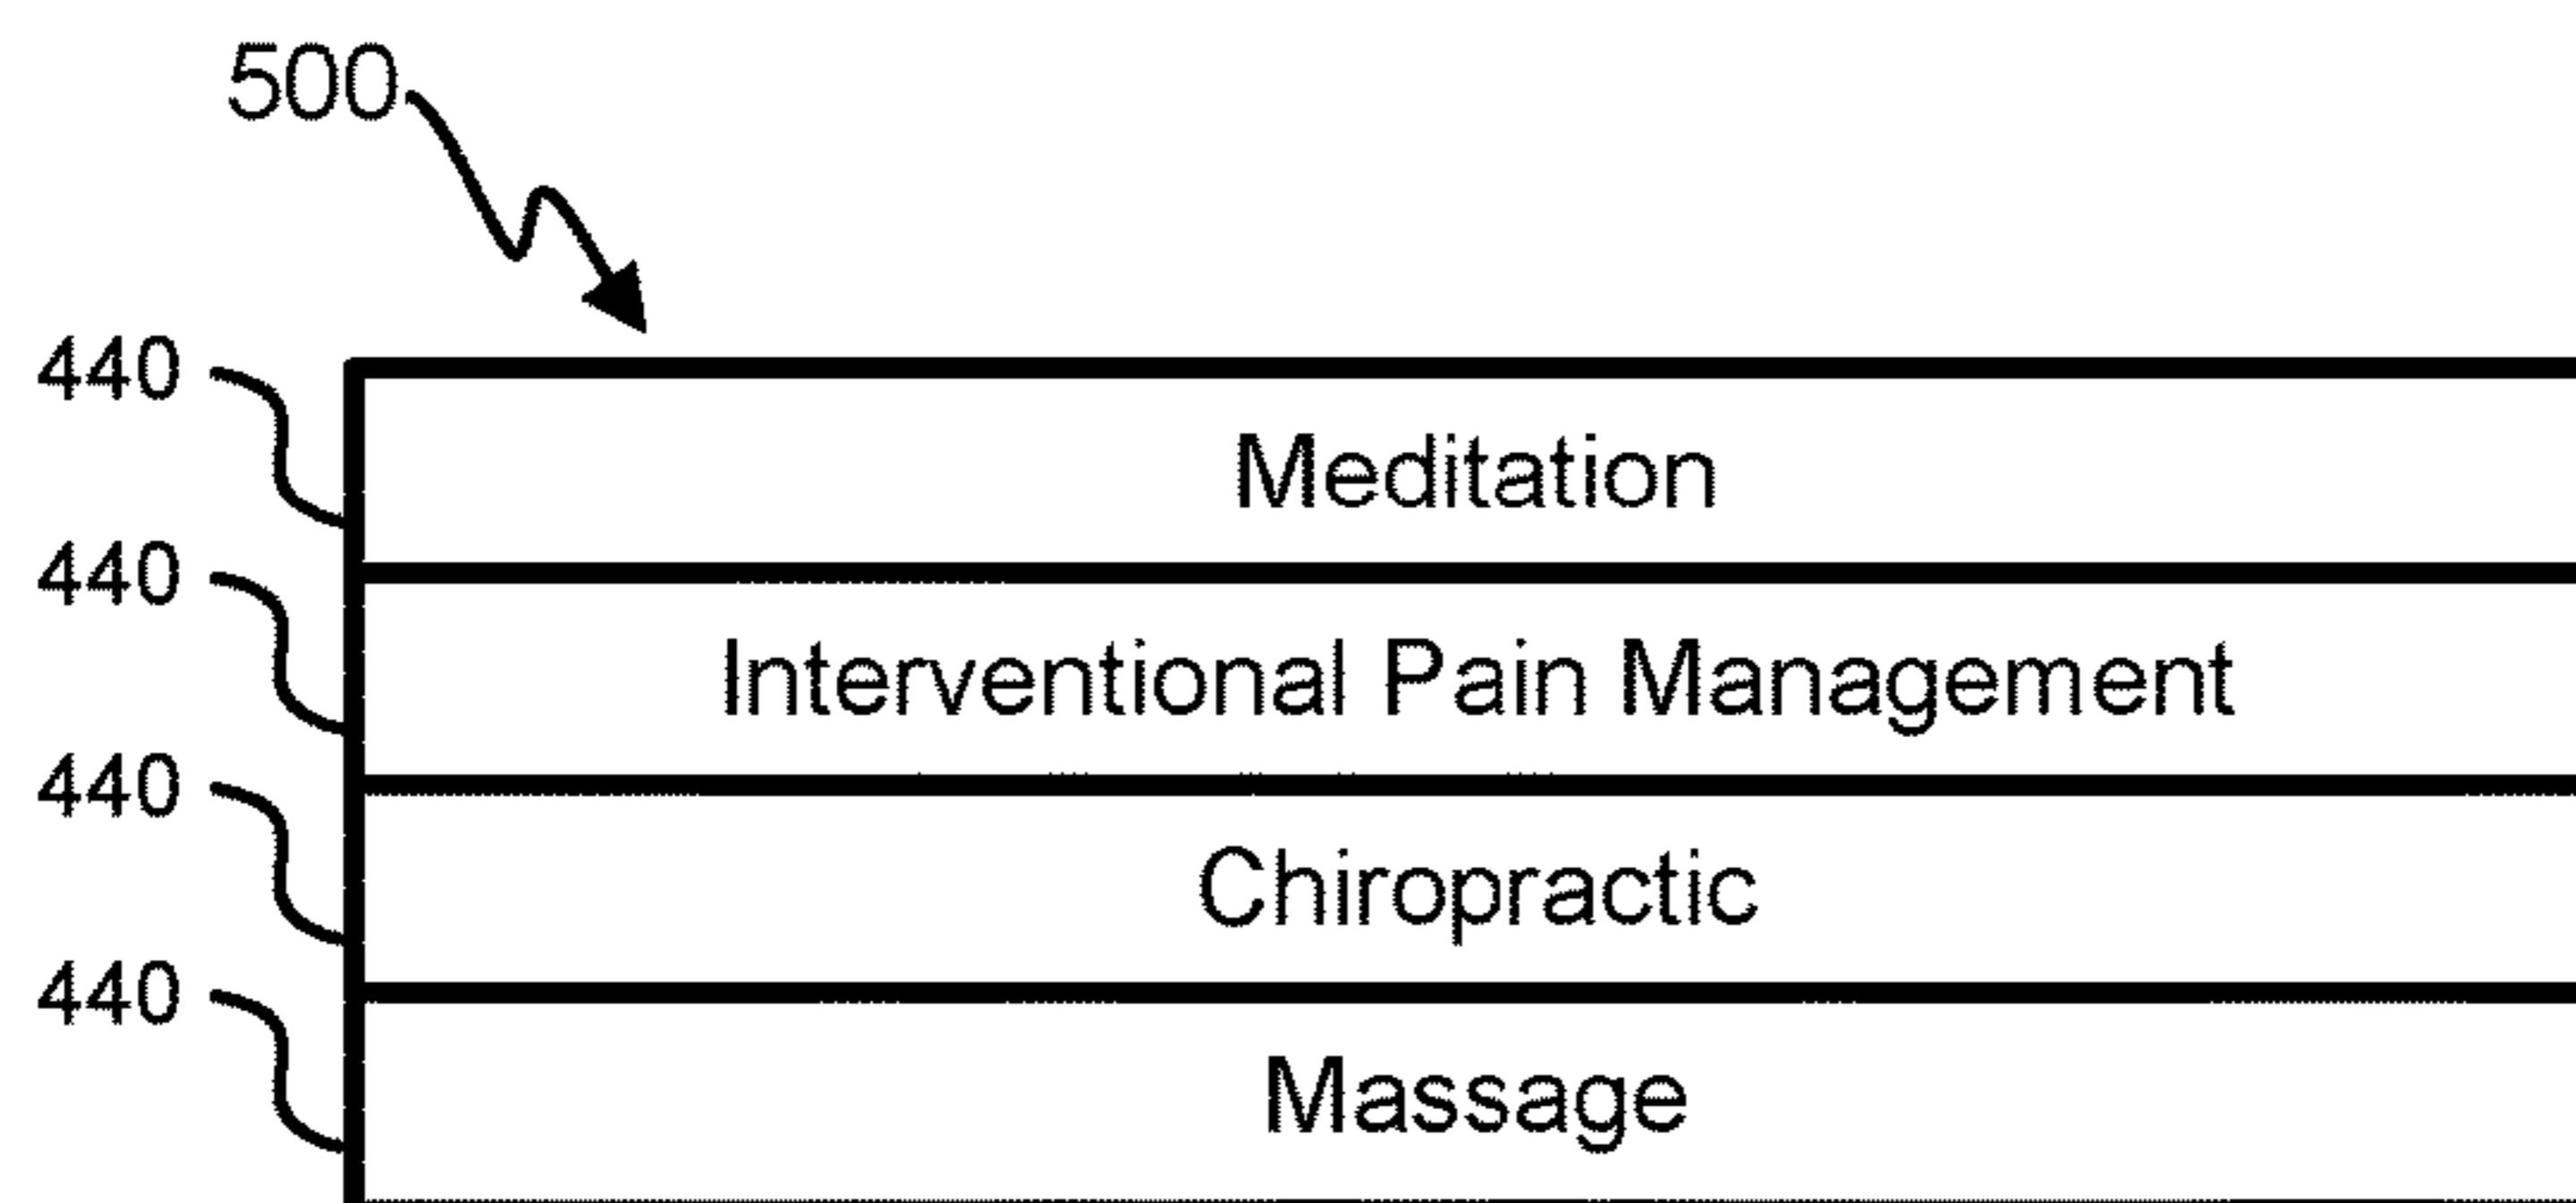 500
440
Meditation
440
Interventional Pain Management
440
Chiropractic
440
Massage